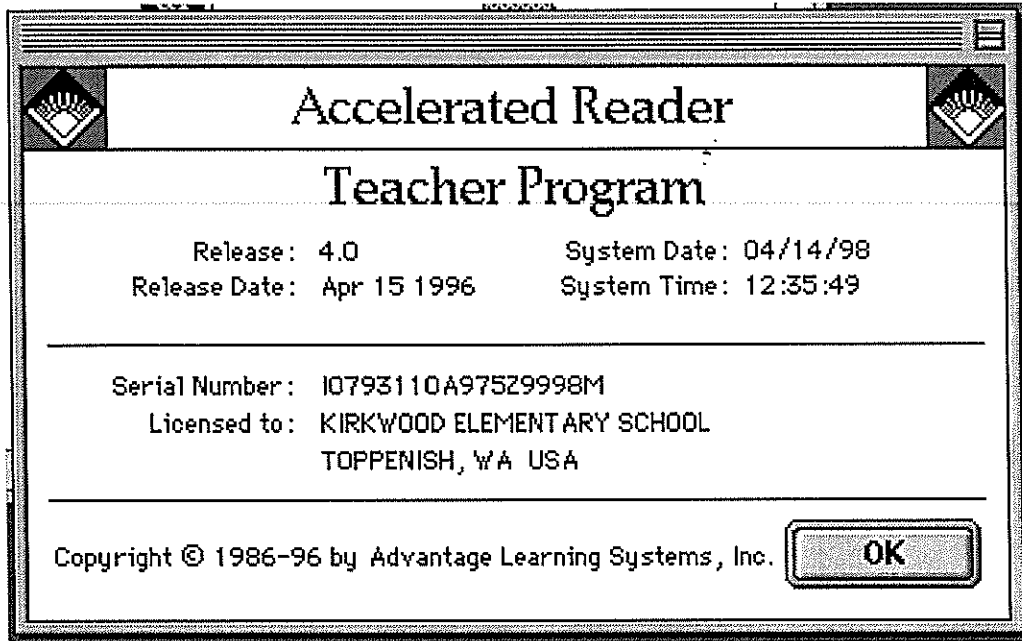 Accelerated Reader
Teacher Program
Release: 4.0 System Date: 04/14/98
Release Date: Apr 15 1996 System Time: 12:35:49
Serial Number: I0793110A975Z9998M
Licensed to: KIRKWOOD ELEMENTARY SCHOOL
TOPPENISH, WA USA
Copyright © 1986-96 by Advantage Learning Systems, Inc. OK